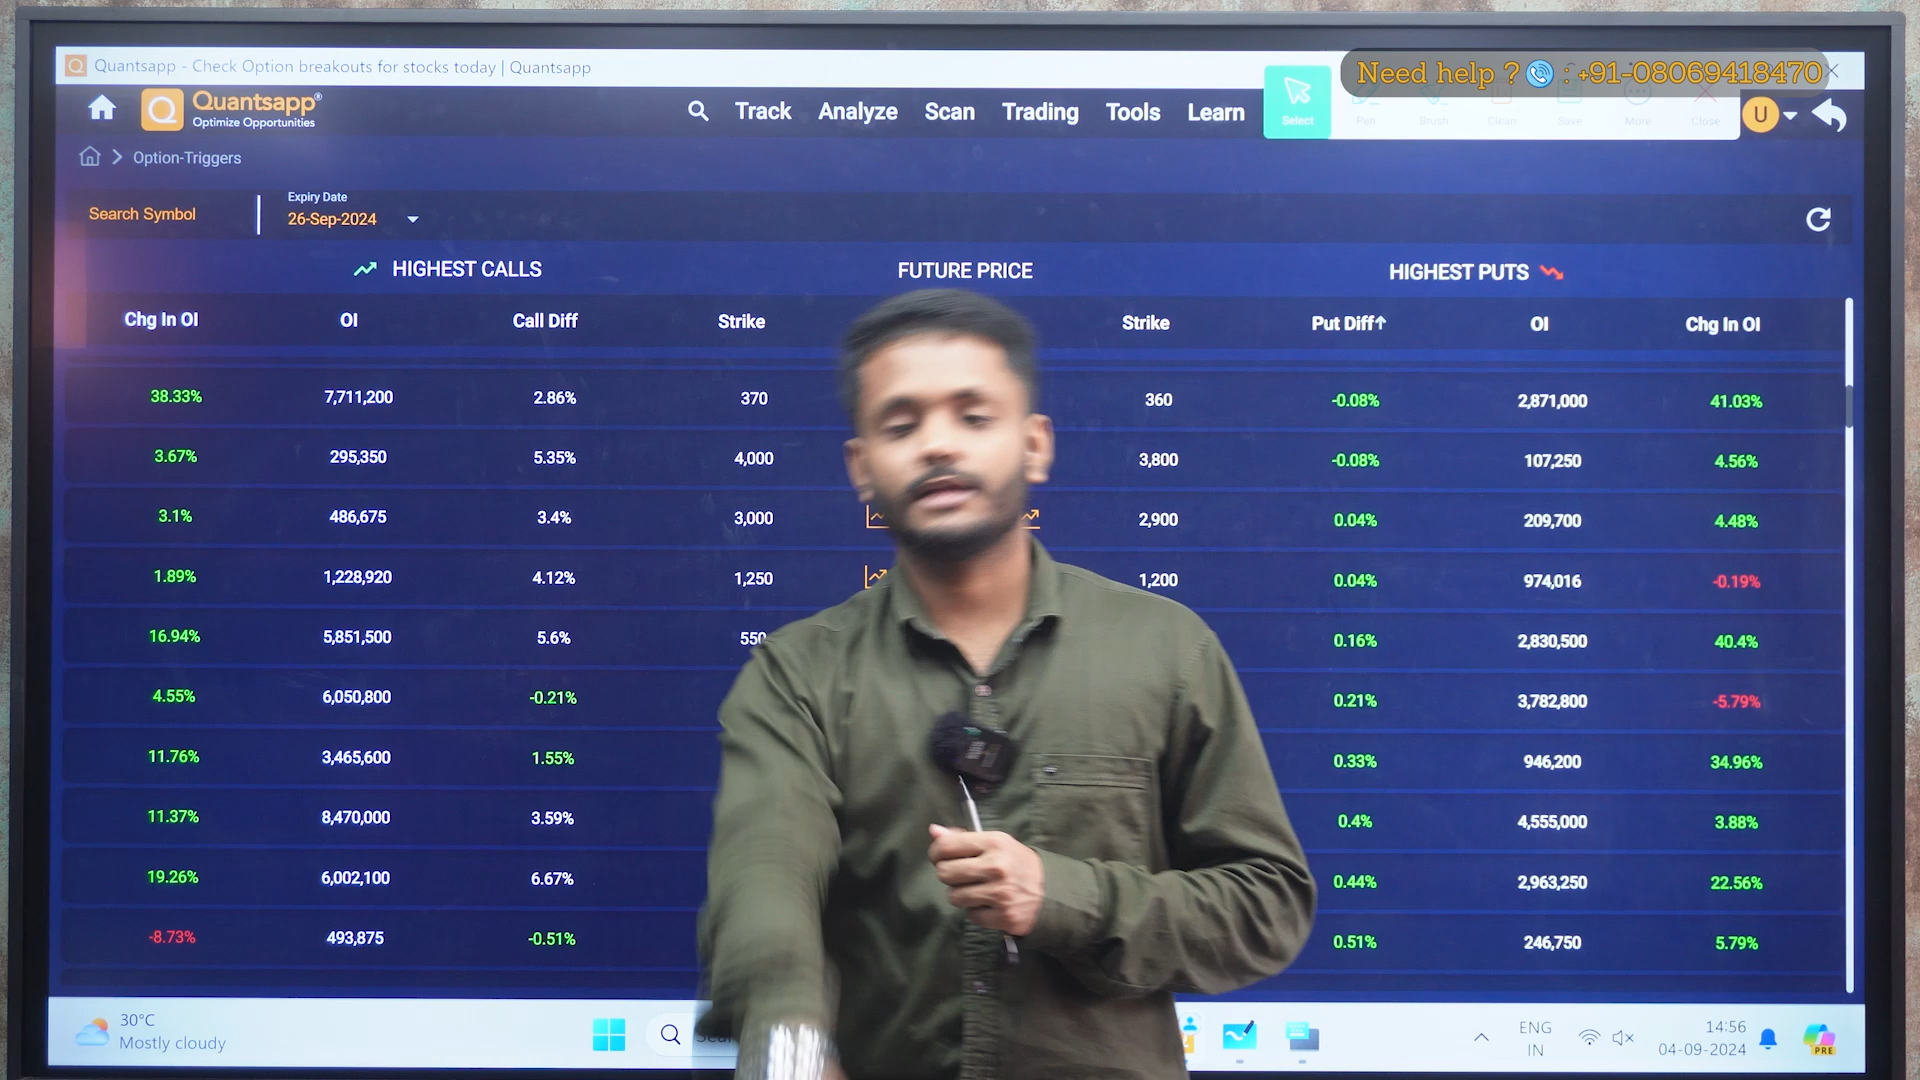 Quantsapp - Check Option breakouts for stocks today | Quantsapp
Need help ? : +91-08069418470
Quantsapp®
Optimize Opportunities
Track Analyze Scan Trading Tools Learn
Select Pen Brush Clean Save More Close
U
Option-Triggers
Search Symbol
Expiry Date
26-Sep-2024
HIGHEST CALLS FUTURE PRICE HIGHEST PUTS
Chg In OI OI Call Diff Strike Strike Put Diff↑ OI Chg In OI
38.33% 7,711,200 2.86% 370 360 -0.08% 2,871,000 41.03%
3.67% 295,350 5.35% 4,000 3,800 -0.08% 107,250 4.56%
3.1% 486,675 3.4% 3,000 2,900 0.04% 209,700 4.48%
1.89% 1,228,920 4.12% 1,250 1,200 0.04% 974,016 -0.19%
16.94% 5,851,500 5.6% 550 0.16% 2,830,500 40.4%
4.55% 6,050,800 -0.21% 0.21% 3,782,800 -5.79%
11.76% 3,465,600 1.55% 0.33% 946,200 34.96%
11.37% 8,470,000 3.59% 0.4% 4,555,000 3.88%
19.26% 6,002,100 6.67% 0.44% 2,963,250 22.56%
-8.73% 493,875 -0.51% 0.51% 246,750 5.79%
30°C
Mostly cloudy
ENG
IN
14:56
04-09-2024
PRE